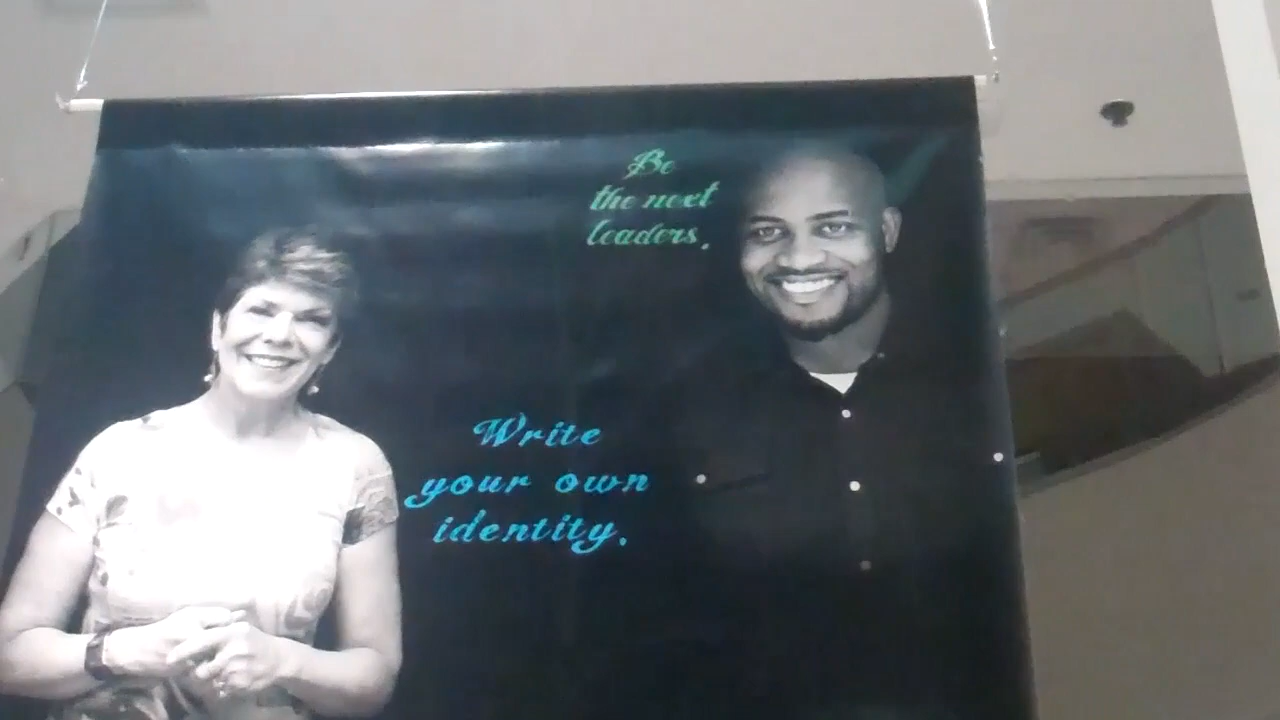 Be
the next
leaders.
Write
your own
identity.